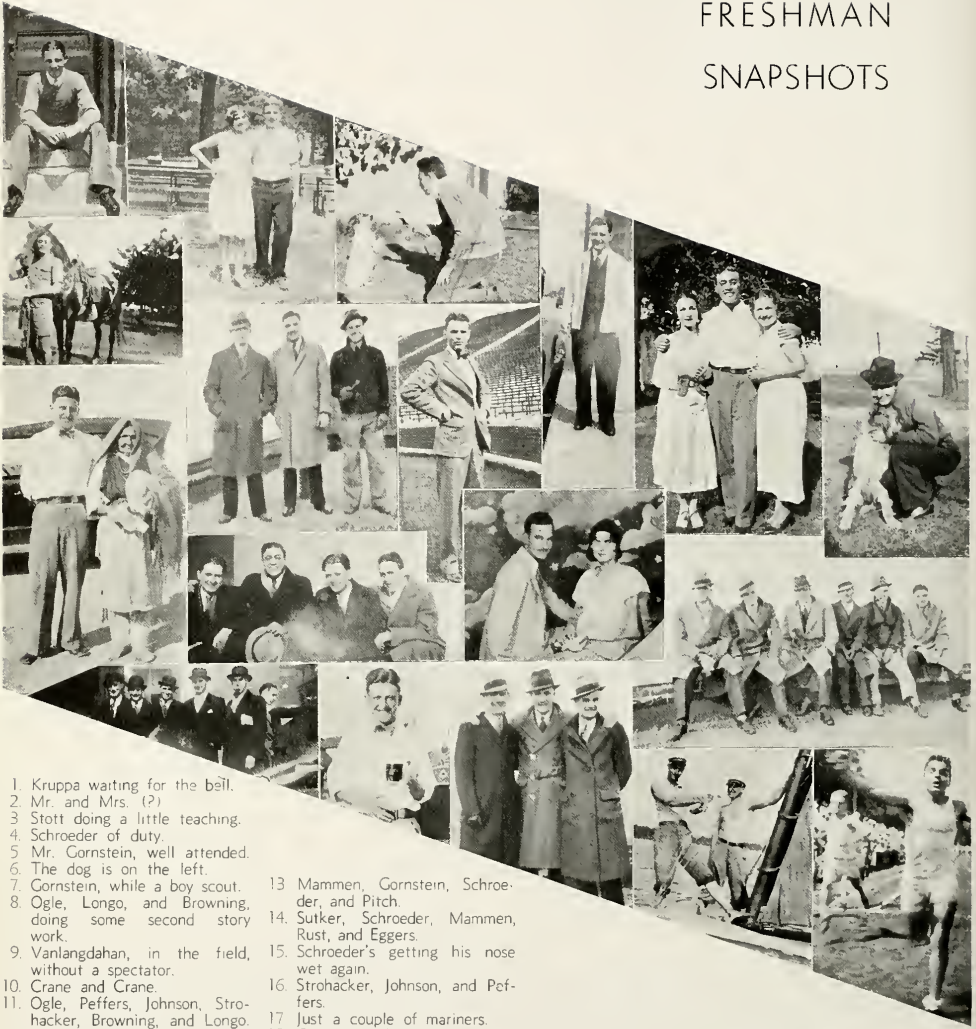 FRESHMAN
SNAPSHOTS
1. Kruppa waiting for the bell.
2. Mr. and Mrs. (?)
3 Stott doing a little teaching.
4. Schroeder of duty.
5 Mr. Gornstein, well attended.
6. The dog is on the left.
7. Gornstein, while a boy scout.
8. Ogle, Longo, and Browning,
doing some second story
work.
9. Vanlangdahan, in the field,
without a spectator.
10. Crane and Crane.
11. Ogle, Peffers, Johnson, Stro-
hacker, Browning, and Longo.
13 Mammen, Gornstein, Schroe-
der, and Pitch.
14. Sutker, Schroeder, Mammen,
Rust, and Eggers.
15. Schroeder's getting his nose
wet again.
16. Strohacker, Johnson, and Pef-
fers.
17 Just a couple of mariners.